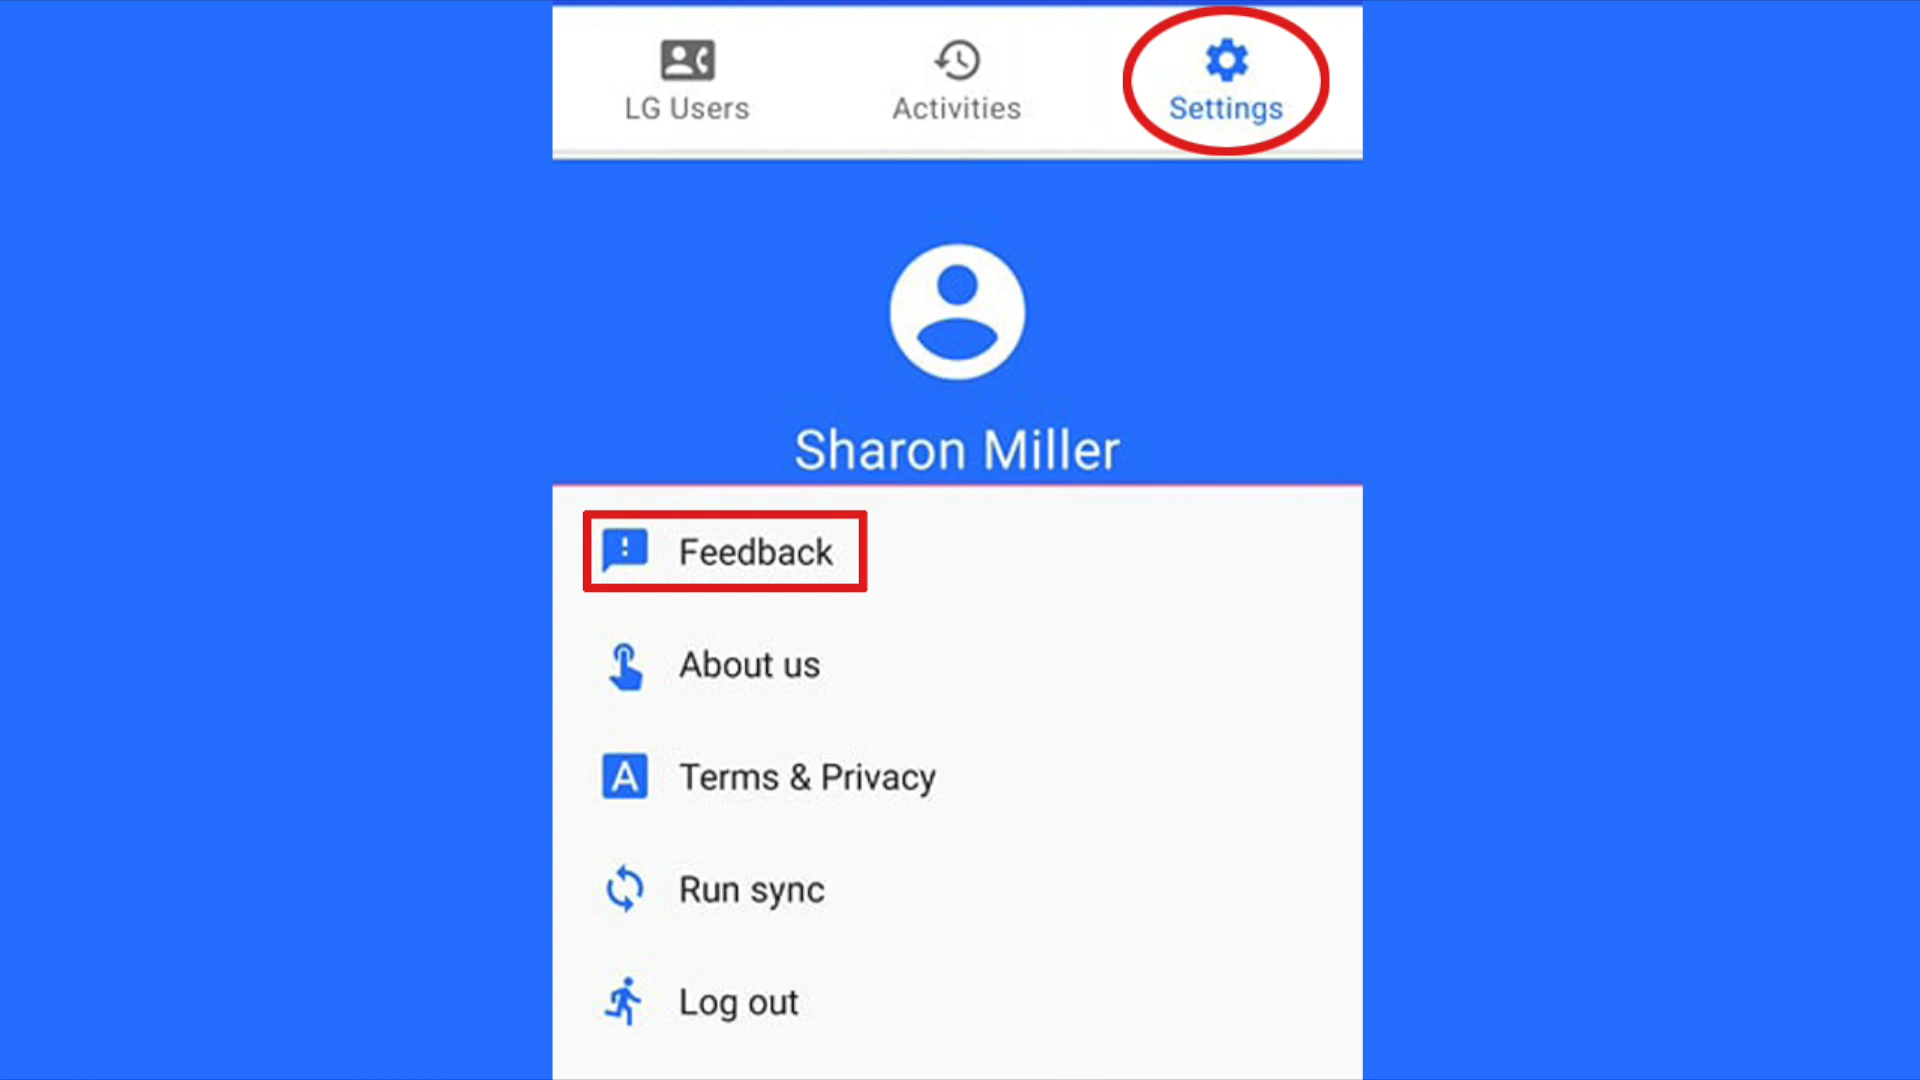 LG Users Activities Settings
Sharon Miller
Feedback
About us
Terms & Privacy
Run sync
Log out